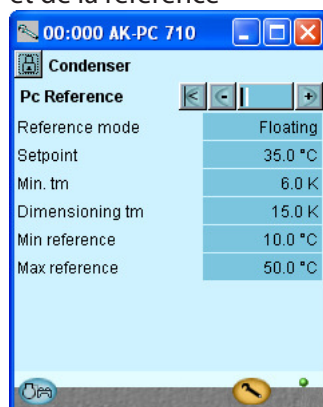 et de la référence
00:000 AK-PC 710
Condenser
Pc Reference
Reference mode Floating
Setpoint 35.0 °C
Min. tm 6.0 K
Dimensioning tm 15.0 K
Min reference 10.0 °C
Max reference 50.0 °C